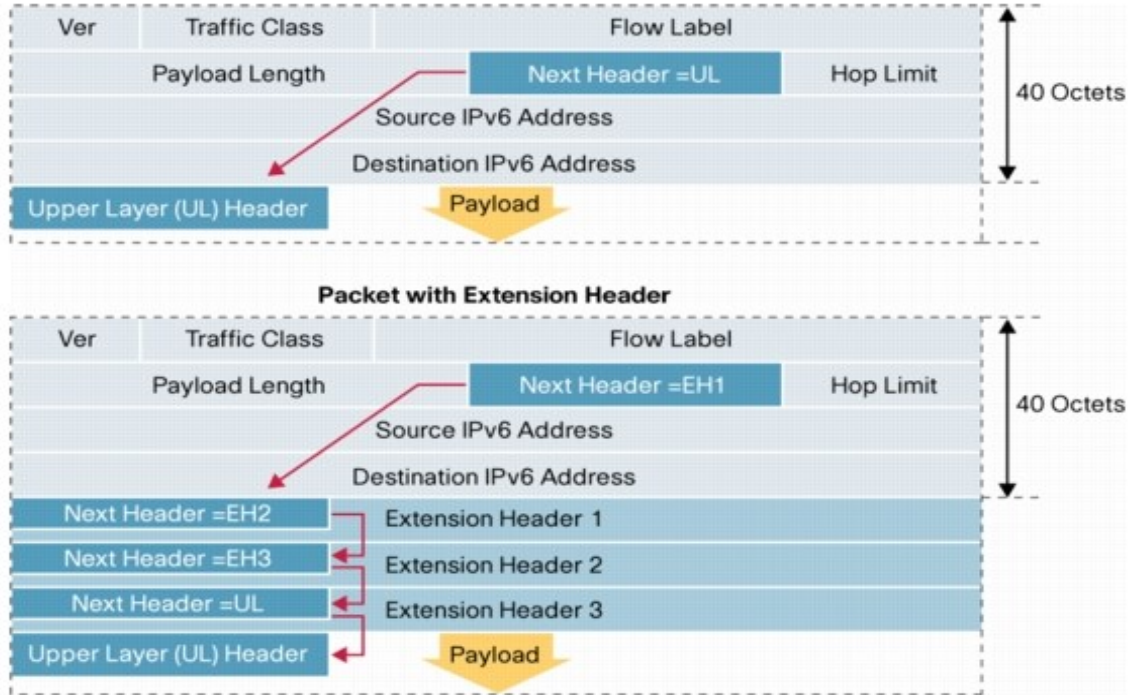 Ver Traffic Class Flow Label
Payload Length Next Header =UL Hop Limit
40 Octets
Source IPv6 Address
Destination IPv6 Address
Upper Layer (UL) Header Payload
Packet with Extension Header
Ver Traffic Class Flow Label
Payload Length Next Header =EH1 Hop Limit
40 Octets
Source IPv6 Address
Destination IPv6 Address
Next Header =EH2 Extension Header 1
Next Header =EH3 Extension Header 2
Next Header =UL Extension Header 3
Upper Layer (UL) Header Payload